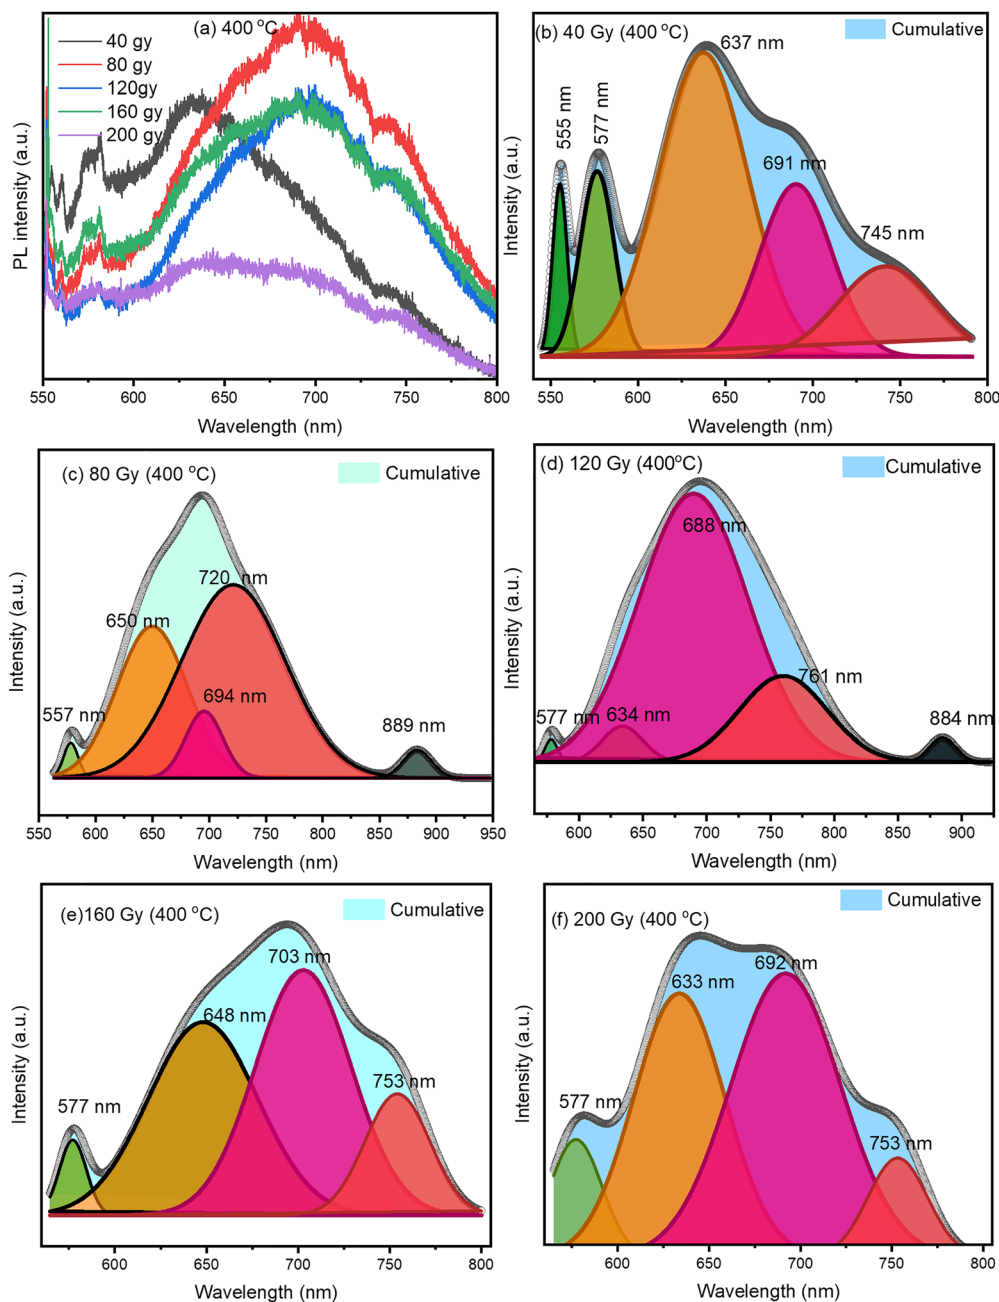 (a) 400 °C
40 gy
80 gy
120gy
160 gy
200 gy
PL intensity (a.u.)
550 600 650 700 750 800
Wavelength (nm)
(b) 40 Gy (400 °C)
Cumulative
555 nm
577 nm
637 nm
691 nm
745 nm
Intensity (a.u.)
550 600 650 700 750 800
Wavelength (nm)
(c) 80 Gy (400 °C)
Cumulative
557 nm
650 nm
720 nm
694 nm
889 nm
Intensity (a.u.)
550 600 650 700 750 800 850 900 950
Wavelength (nm)
(d) 120 Gy (400°C)
Cumulative
577 nm
634 nm
688 nm
761 nm
884 nm
Intensity (a.u.)
600 650 700 750 800 850 900
Wavelength (nm)
(e)160 Gy (400 °C)
Cumulative
577 nm
648 nm
703 nm
753 nm
Intensity (a.u.)
600 650 700 750 800
Wavelength (nm)
(f) 200 Gy (400 °C)
Cumulative
577 nm
633 nm
692 nm
753 nm
Intensity (a.u.)
600 650 700 750 800
Wavelength (nm)